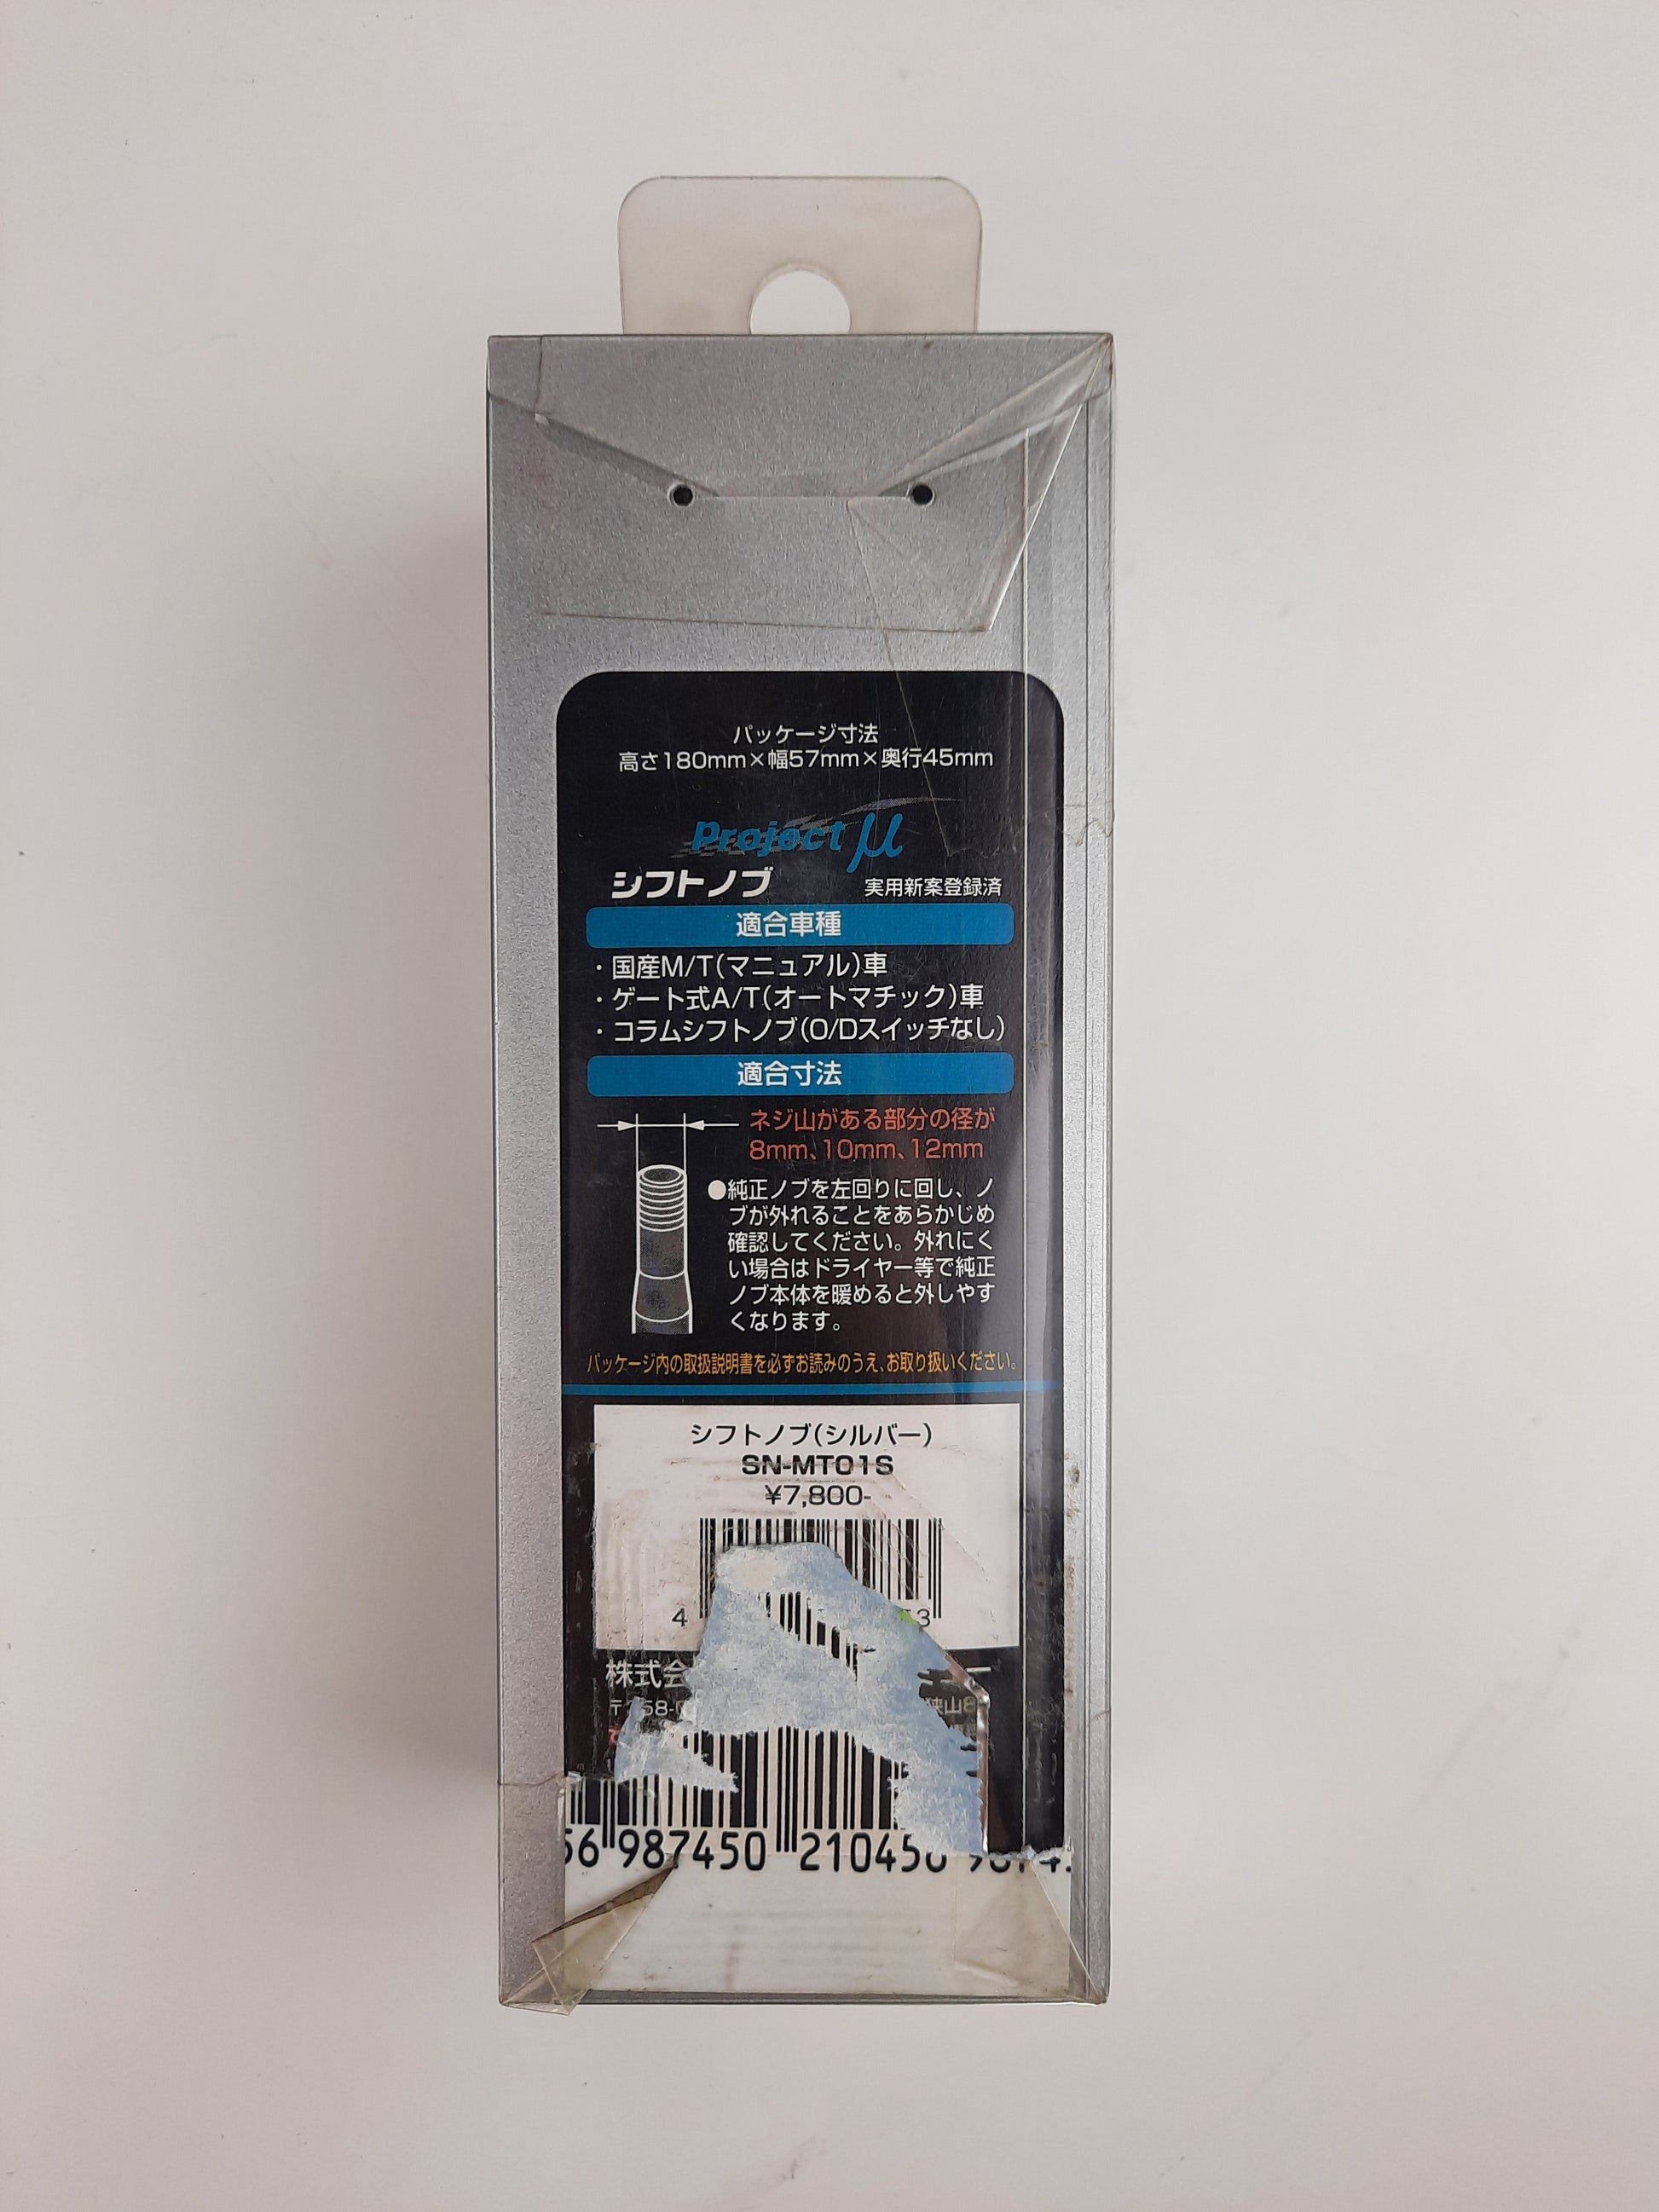 パッケージ寸法
高さ180mm×幅57mm×奥行45mm
Project μ
シフトノブ 実用新案登録済
適合車種
・国産M/T(マニュアル)車
・ゲート式A/T(オートマチック)車
・コラムシフトノブ(O/Dスイッチなし)
適合寸法
ネジ山がある部分の径が
8mm、10mm、12mm
●純正ノブを左回りに回し、ノ
ブが外れることをあらかじめ
確認してください。外れにく
い場合はドライヤー等で純正
ノブ本体を暖めると外しやす
くなります。
パッケージ内の取扱説明書を必ずお読みのうえ、お取り扱いください。
シフトノブ(シルバー)
SN-MT01S
¥7,800-
4 53
株式会
狭山
56 987450 210456